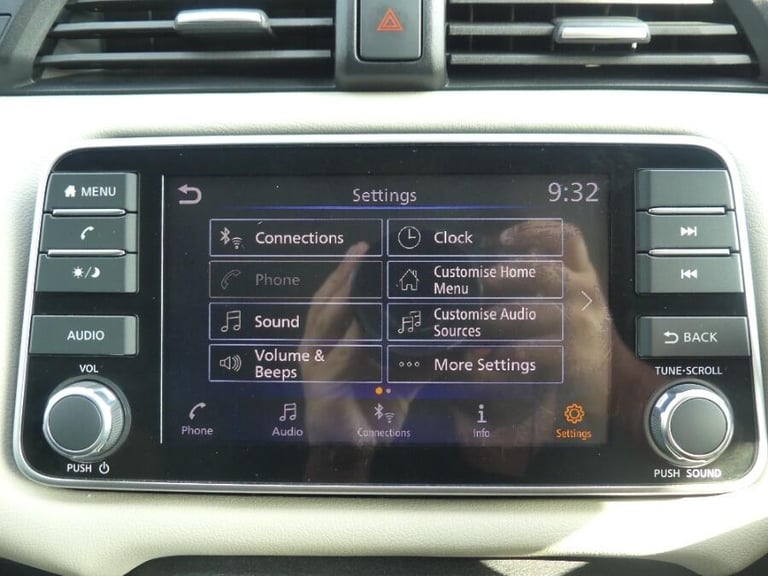 MENU
AUDIO
VOL
PUSH
Settings
9:32
Connections
Clock
Phone
Customise Home
Menu
Sound
Customise Audio
Sources
Volume &
Beeps
More Settings
Phone
Audio
Connections
Info
Settings
BACK
TUNE·SCROLL
PUSH SOUND